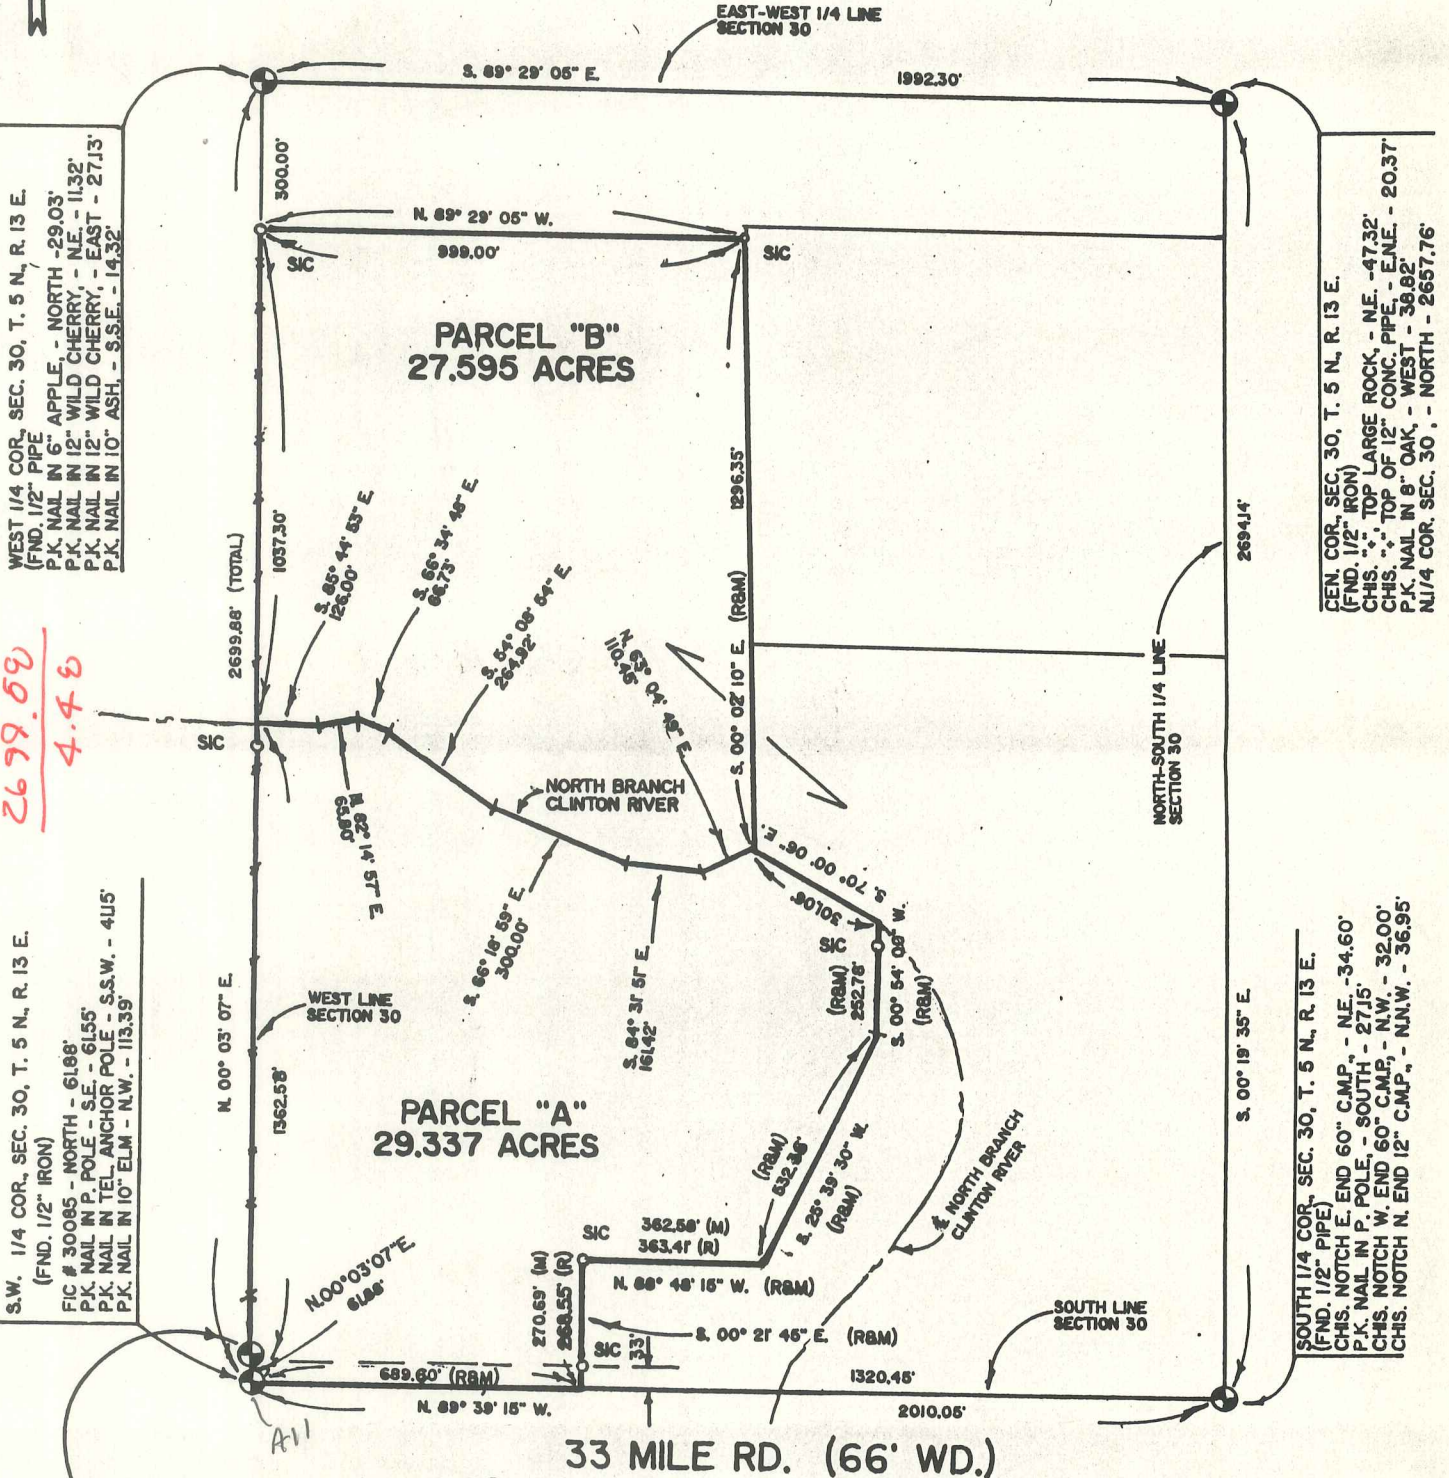 EAST-WEST 1/4 LINE
SECTION 30
S. 89° 29' 05" E.
1992.30'
300.00'
N. 89° 29' 05" W.
999.00'
SIC
SIC
PARCEL "B"
27.595 ACRES
WEST 1/4 COR., SEC. 30, T. 5 N., R. 13 E.
(FND. 1/2" PIPE
P.K. NAIL IN 6" APPLE, - NORTH -29.03'
P.K. NAIL IN 12" WILD CHERRY, - N.E. - 11.32'
P.K. NAIL IN 12" WILD CHERRY, - EAST - 27.13'
P.K. NAIL IN 10" ASH, - S.S.E. - 14.32'
CEN. COR., SEC. 30, T. 5 N., R. 13 E.
(FND. 1/2" IRON)
CHIS. "+", TOP LARGE ROCK, - N.E. -47.32'
CHIS. "+" TOP OF 12" CONC. PIPE, - E.N.E. - 20.37'
P.K. NAIL IN 8" OAK, - WEST - 38.82'
N.1/4 COR. SEC. 30 , - NORTH - 2657.76'
2699.88' (TOTAL)
1037.30'
S. 85° 44' 53" E.
125.00'
S. 66° 34' 48" E.
66.73'
S. 54° 08' 54" E.
264.92'
N. 63° 04' 49" E.
110.46'
1296.35'
S. 00° 02' 10" E. (R&M)
2694.14'
2699.08
4.48
SIC
N. 82° 14' 57" E.
65.80'
NORTH BRANCH
CLINTON RIVER
NORTH-SOUTH 1/4 LINE
SECTION 30
S. 70° 00' 06" E.
301.06'
SIC
S. 66° 18' 59" E.
300.00'
S. 84° 31' 51" E.
161.42'
(R&M)
252.78'
S. 00° 54' 00" W.
(R&M)
S.W. 1/4 COR., SEC. 30, T. 5 N., R. 13 E.
(FND. 1/2" IRON)
FIC # 30085 - NORTH - 61.88'
P.K. NAIL IN P. POLE - S.E. - 61.55'
P.K. NAIL IN TEL. ANCHOR POLE - S.S.W. - 41.15'
P.K. NAIL IN 10" ELM - N.W. - 113.39'
N. 00° 03' 07" E.
WEST LINE
SECTION 30
1362.58'
PARCEL "A"
29.337 ACRES
(R&M)
632.36'
S. 25° 39' 30" W.
(R&M)
℄ NORTH BRANCH
CLINTON RIVER
S. 00° 19' 35" E.
SOUTH 1/4 COR., SEC. 30, T. 5 N., R. 13 E.
(FND. 1/2" PIPE)
CHIS. NOTCH E. END 60" C.M.P., - N.E. -34.60'
P.K. NAIL IN P. POLE, - SOUTH - 27.15'
CHIS. NOTCH W. END 60" C.M.P., - N.W. - 32.00'
CHIS. NOTCH N. END 12" C.M.P., - N.N.W. - 36.95'
N.00°03'07"E.
61.88'
SIC
362.58' (M)
363.41' (R)
N. 88° 48' 15" W. (R&M)
270.69' (M)
268.55' (R)
S. 00° 21' 45" E. (R&M)
SIC
33'
SOUTH LINE
SECTION 30
689.60' (R&M)
1320.45'
N. 89° 39' 15" W.
2010.05'
A11
33 MILE RD. (66' WD.)